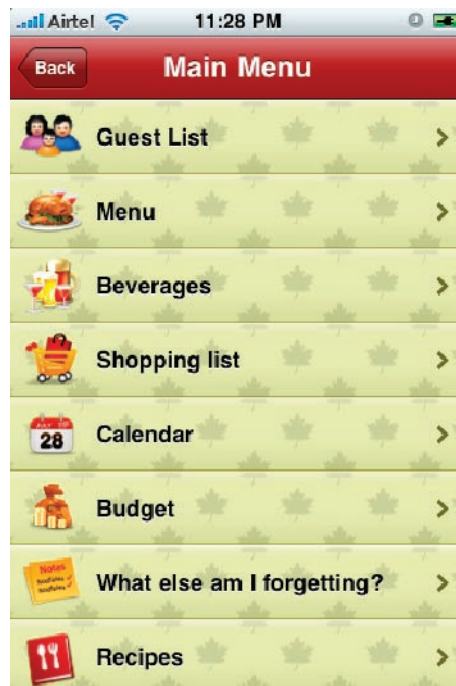 Airtel 11:28 PM
Back Main Menu
Guest List
Menu
Beverages
Shopping list
28 Calendar
Budget
Notes
What else am I forgetting?
Recipes